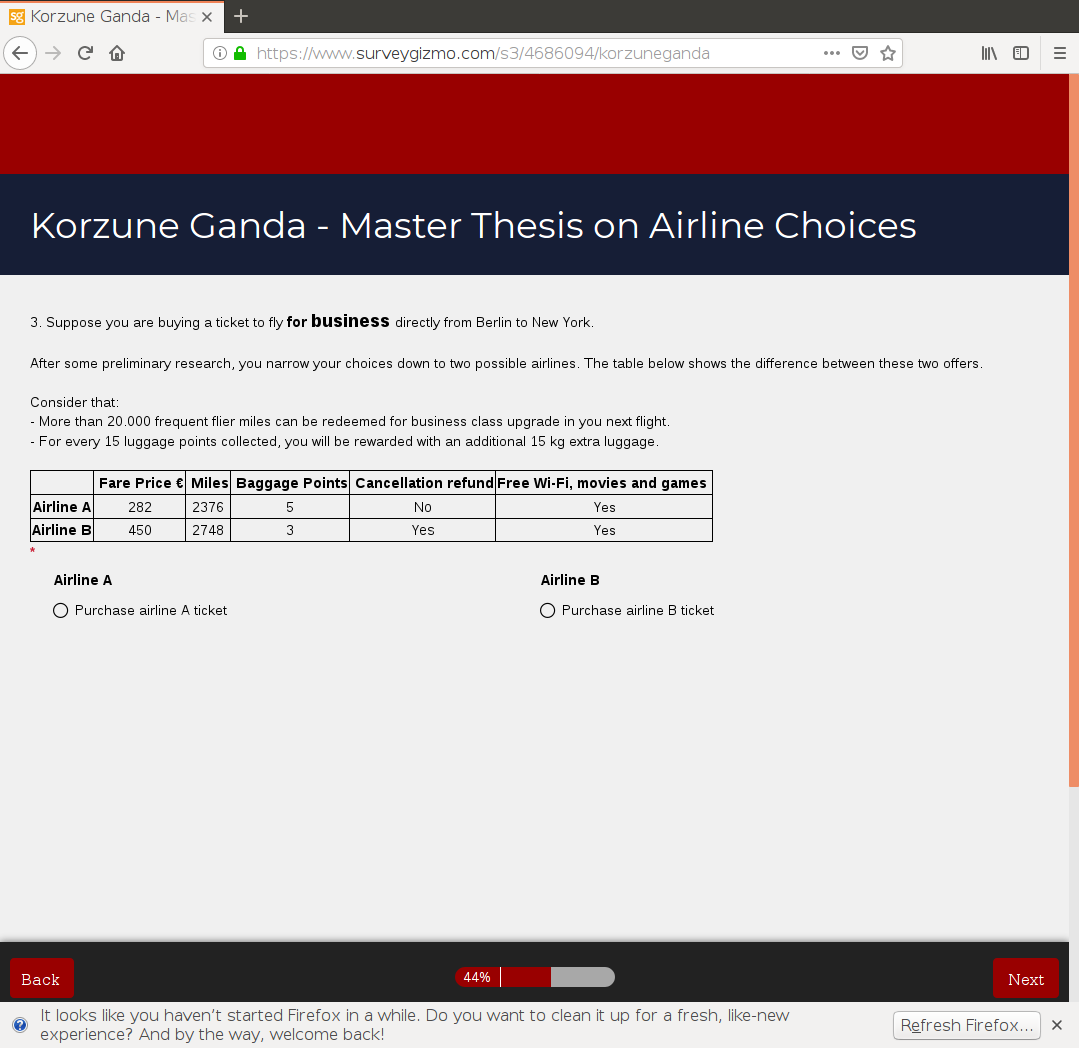 sg Korzune Ganda - Mas
https://www.surveygizmo.com/s3/4686094/korzuneganda
Korzune Ganda - Master Thesis on Airline Choices
3. Suppose you are buying a ticket to fly for business directly from Berlin to New York.
After some preliminary research, you narrow your choices down to two possible airlines. The table below shows the difference between these two offers.
Consider that:
- More than 20.000 frequent flier miles can be redeemed for business class upgrade in you next flight.
- For every 15 luggage points collected, you will be rewarded with an additional 15 kg extra luggage.
Fare Price € Miles Baggage Points Cancellation refund Free Wi-Fi, movies and games
Airline A 282 2376 5 No Yes
Airline B 450 2748 3 Yes Yes
*
Airline A Airline B
Purchase airline A ticket Purchase airline B ticket
Back 44% Next
It looks like you haven't started Firefox in a while. Do you want to clean it up for a fresh, like-new
experience? And by the way, welcome back!
Refresh Firefox...